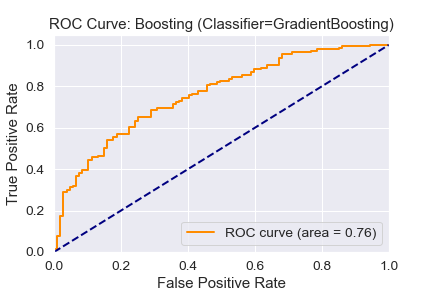 ROC Curve: Boosting (Classifier=GradientBoosting)
True Positive Rate
1.0
0.8
0.6
0.4
0.2
0.0
ROC curve (area = 0.76)
0.0 0.2 0.4 0.6 0.8 1.0
False Positive Rate